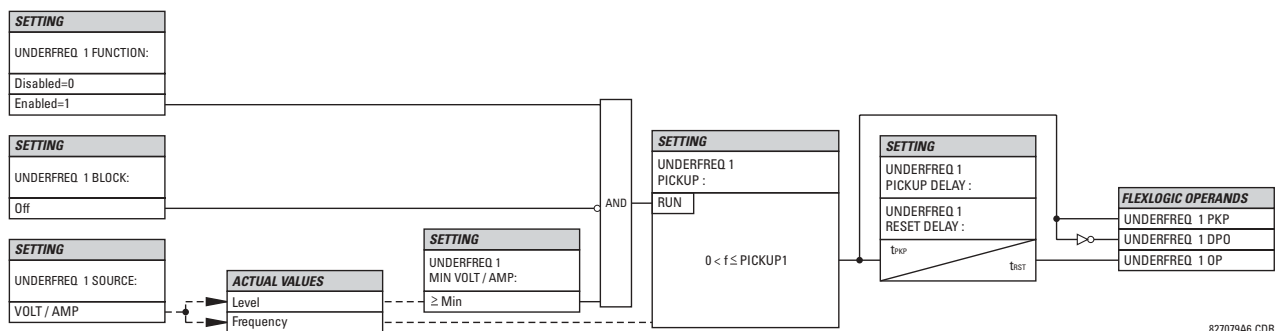 SETTING
UNDERFREQ 1 FUNCTION:
Disabled=0
Enabled=1
SETTING
UNDERFREQ 1 BLOCK:
Off
SETTING
UNDERFREQ 1 SOURCE:
VOLT / AMP
ACTUAL VALUES
Level
Frequency
SETTING
UNDERFREQ 1
MIN VOLT / AMP:
≥ Min
AND
SETTING
UNDERFREQ 1
PICKUP :
RUN
0 < f ≤ PICKUP1
SETTING
UNDERFREQ 1
PICKUP DELAY :
UNDERFREQ 1
RESET DELAY :
tPKP
tRST
FLEXLOGIC OPERANDS
UNDERFREQ 1 PKP
UNDERFREQ 1 DPO
UNDERFREQ 1 OP
827079A6.CDR